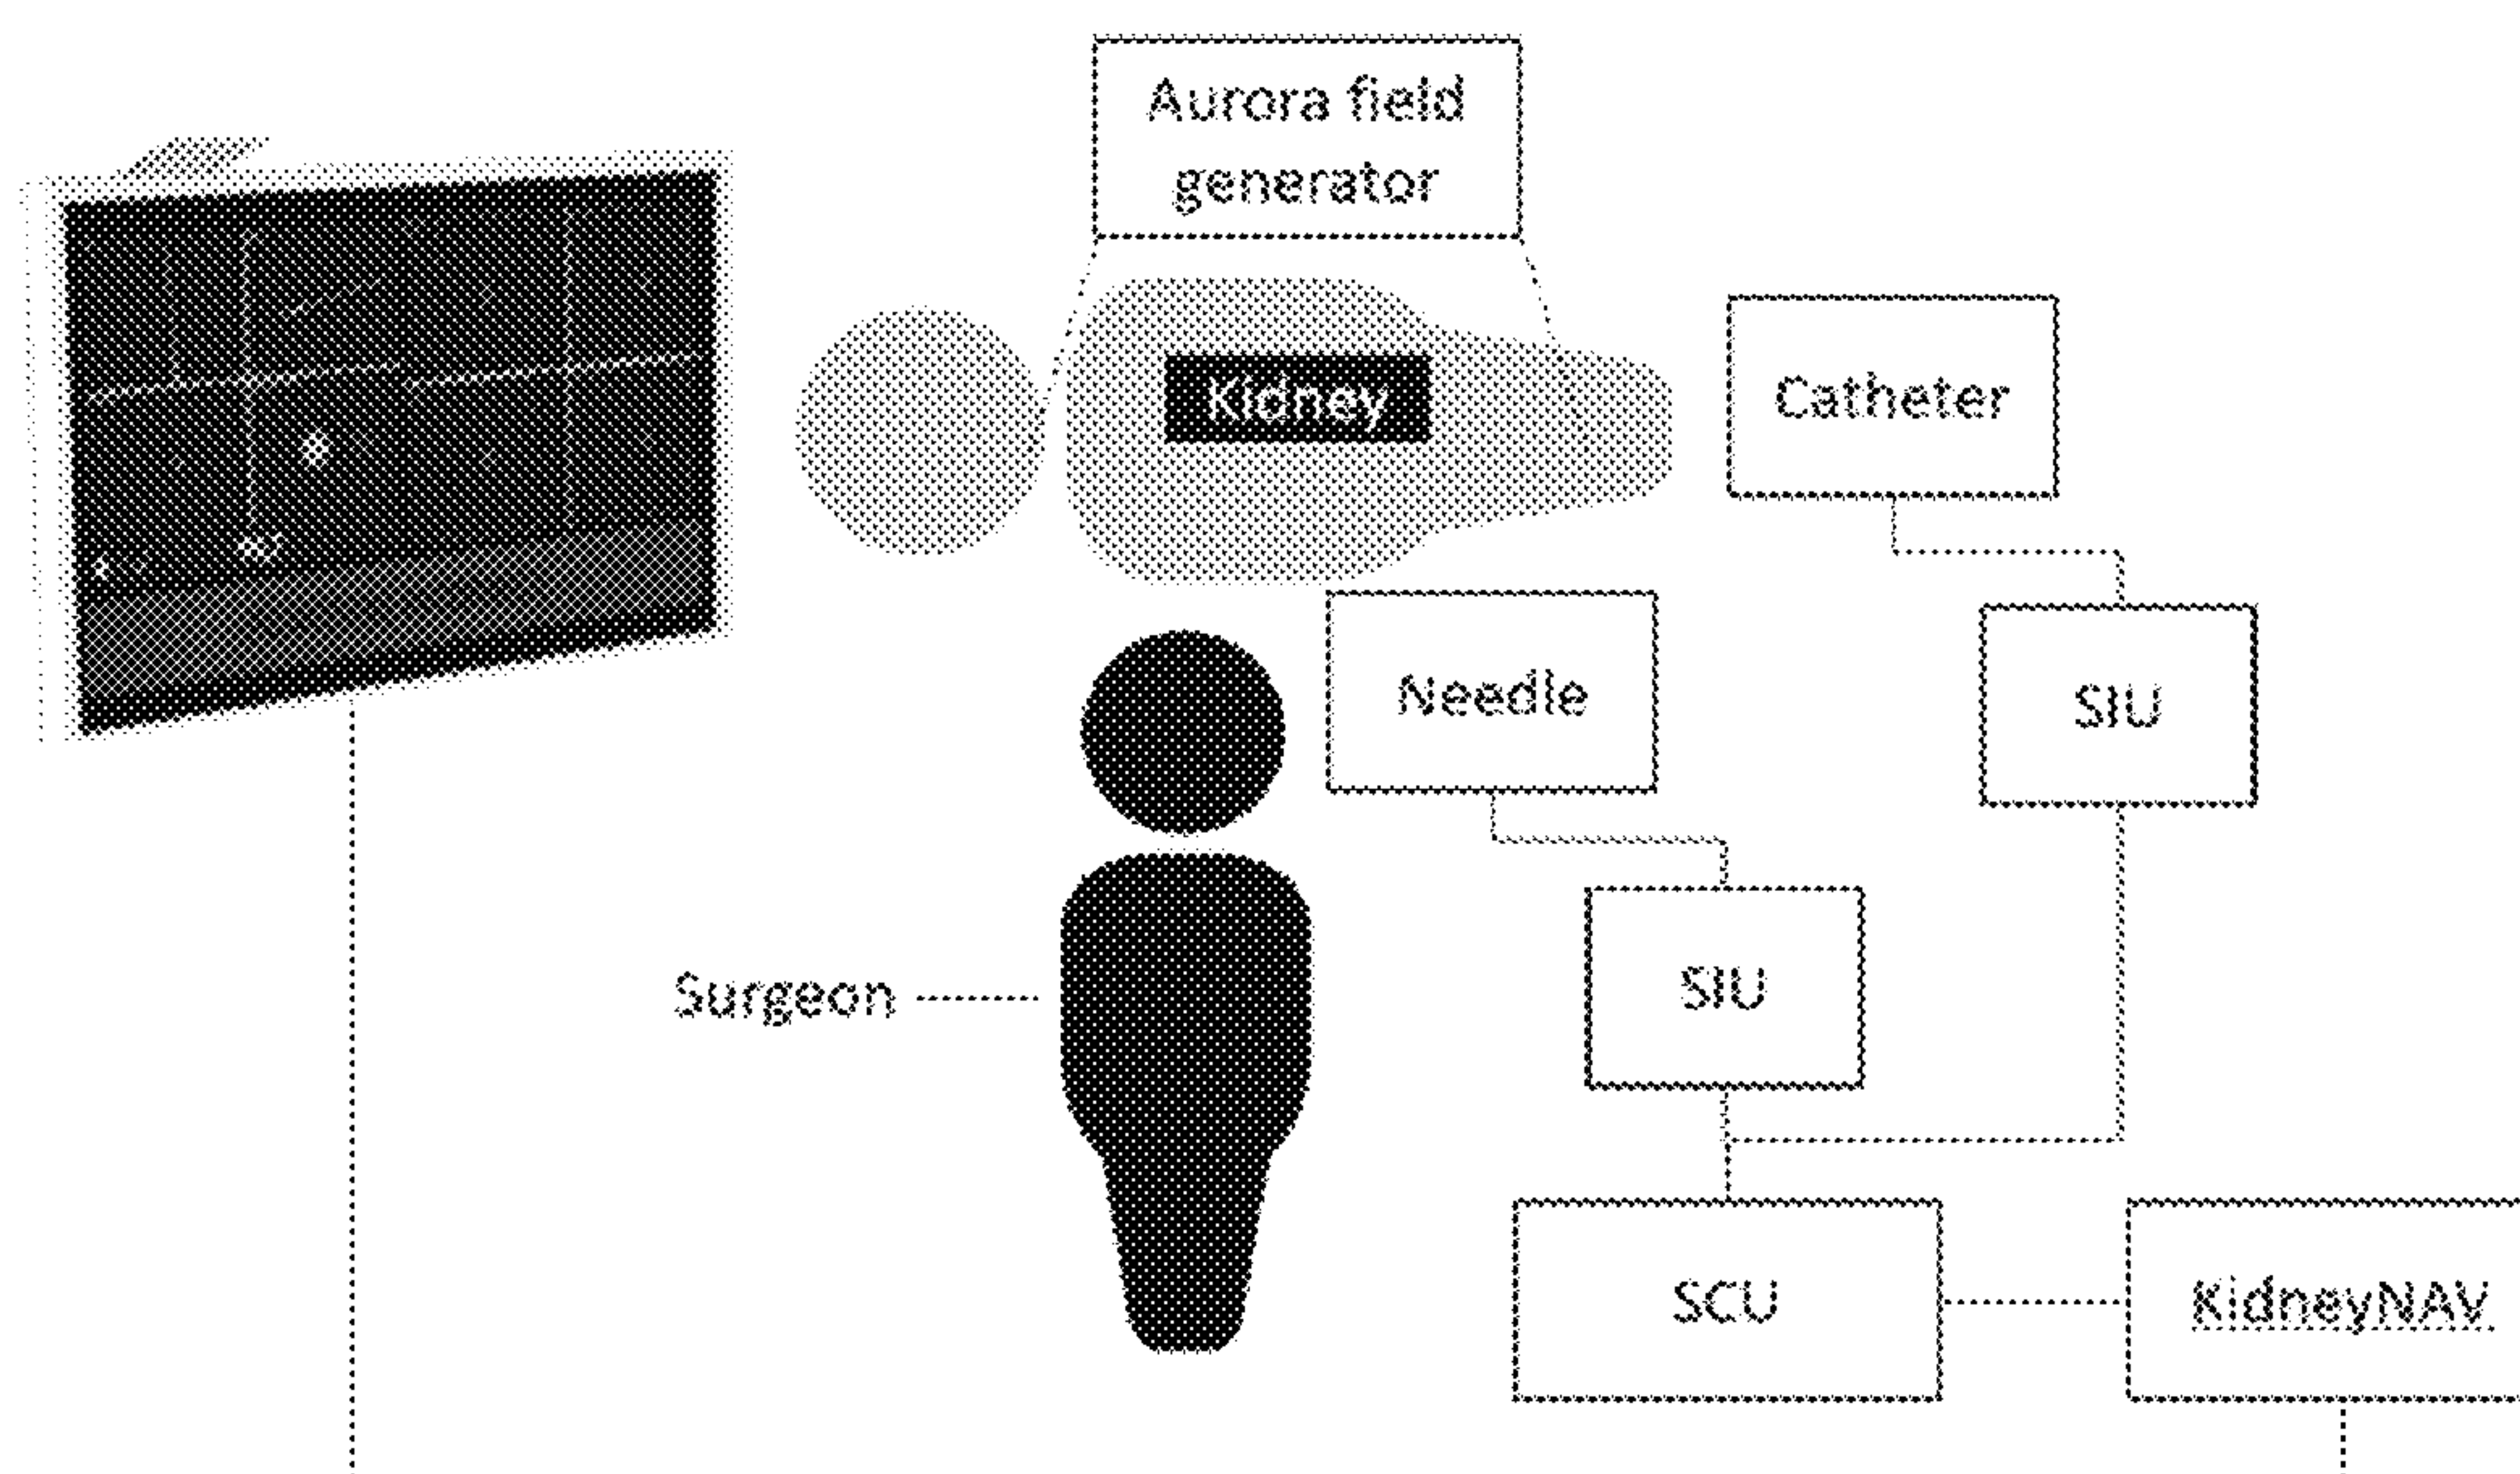 Aurora field
generator
Kidney
Catheter
Needle
SIU
SIU
Surgeon
SCU
KidneyNAV